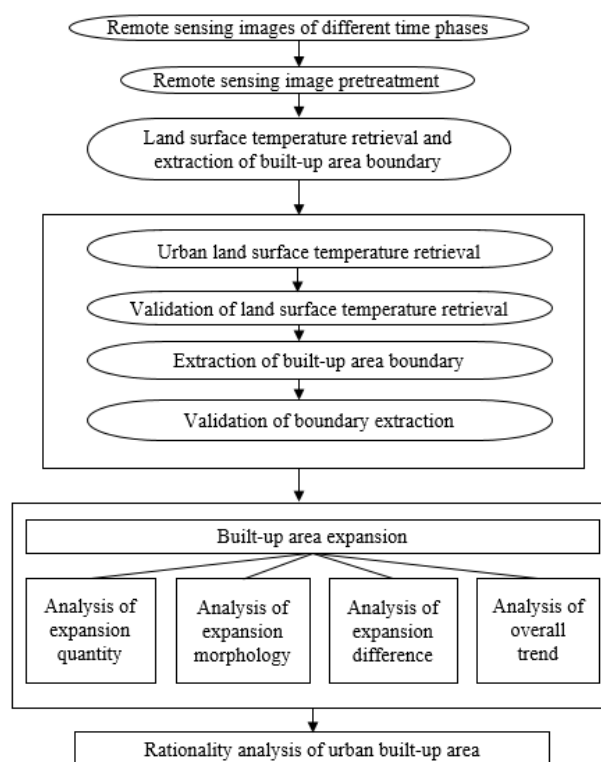 Remote sensing images of different time phases
Remote sensing image pretreatment
Land surface temperature retrieval and
extraction of built-up area boundary
Urban land surface temperature retrieval
Validation of land surface temperature retrieval
Extraction of built-up area boundary
Validation of boundary extraction
Built-up area expansion
Analysis of
expansion
quantity
Analysis of
expansion
morphology
Analysis of
expansion
difference
Analysis of
overall
trend
Rationality analysis of urban built-up area